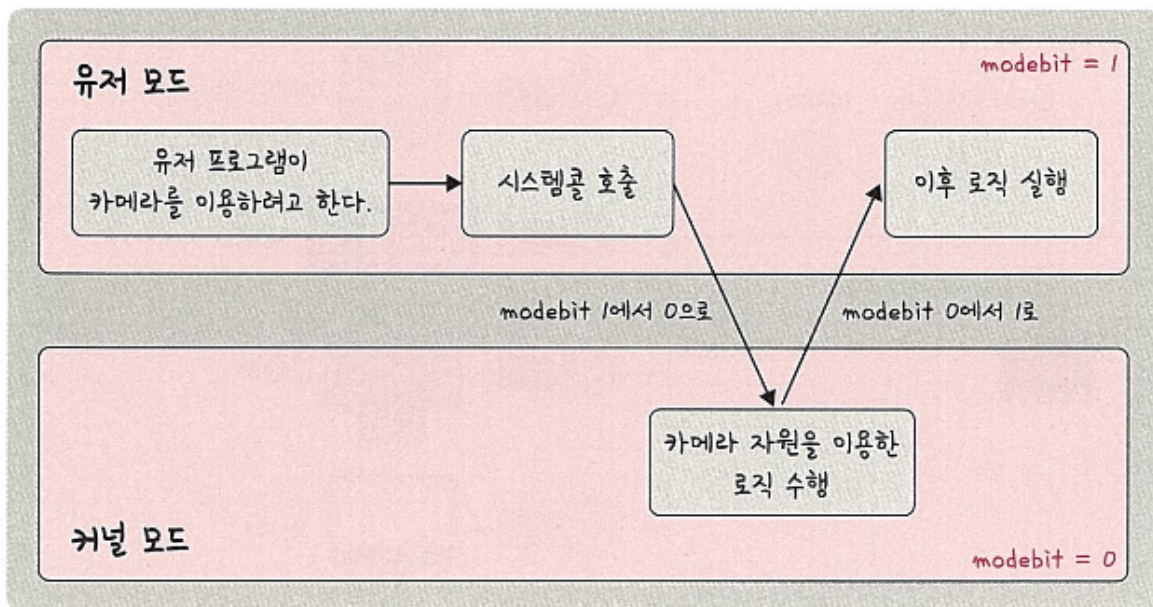 유저 모드
modebit = 1
유저 프로그램이
카메라를 이용하려고 한다.
시스템콜 호출
이후 로직 실행
modebit 1에서 0으로
modebit 0에서 1로
카메라 자원을 이용한
로직 수행
커널 모드
modebit = 0